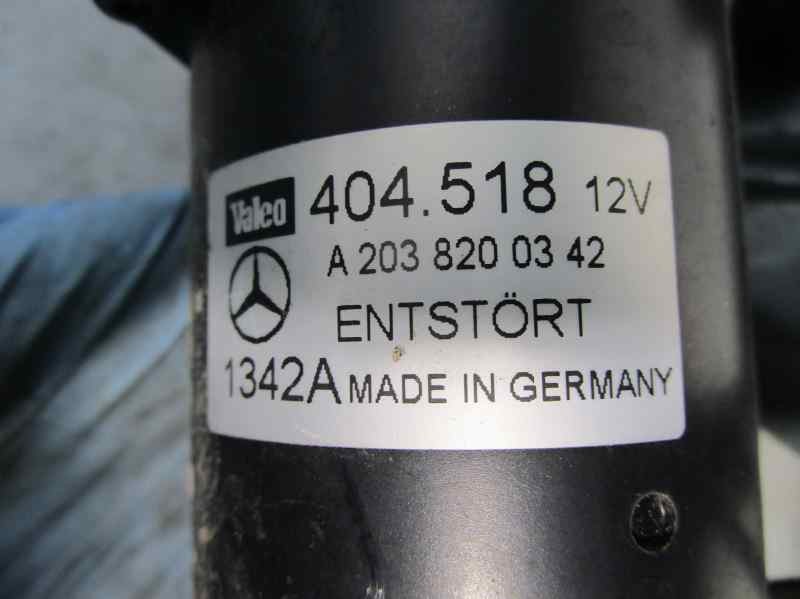 Valeo 404.518 12V
A 203 820 03 42
ENTSTÖRT
1342A MADE IN GERMANY